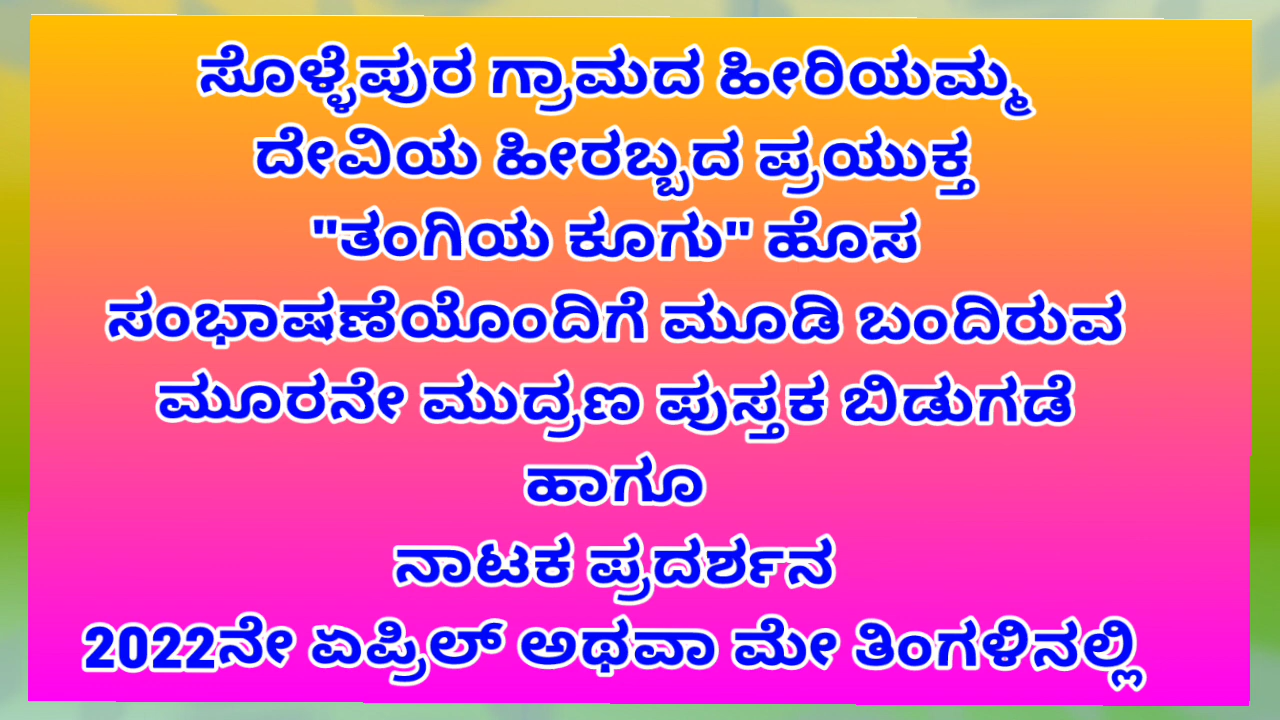 ಸೊಳ್ಳೆಪುರ ಗ್ರಾಮದ ಹೀರಿಯಮ್ಮ
ದೇವಿಯ ಹೀರಬ್ಬದ ಪ್ರಯುಕ್ತ
"ತಂಗಿಯ ಕೂಗು" ಹೊಸ
ಸಂಭಾಷಣೆಯೊಂದಿಗೆ ಮೂಡಿ ಬಂದಿರುವ
ಮೂರನೇ ಮುದ್ರಣ ಪುಸ್ತಕ ಬಿಡುಗಡೆ
ಹಾಗೂ
ನಾಟಕ ಪ್ರದರ್ಶನ
2022ನೇ ಏಪ್ರಿಲ್ ಅಥವಾ ಮೇ ತಿಂಗಳಿನಲ್ಲಿ